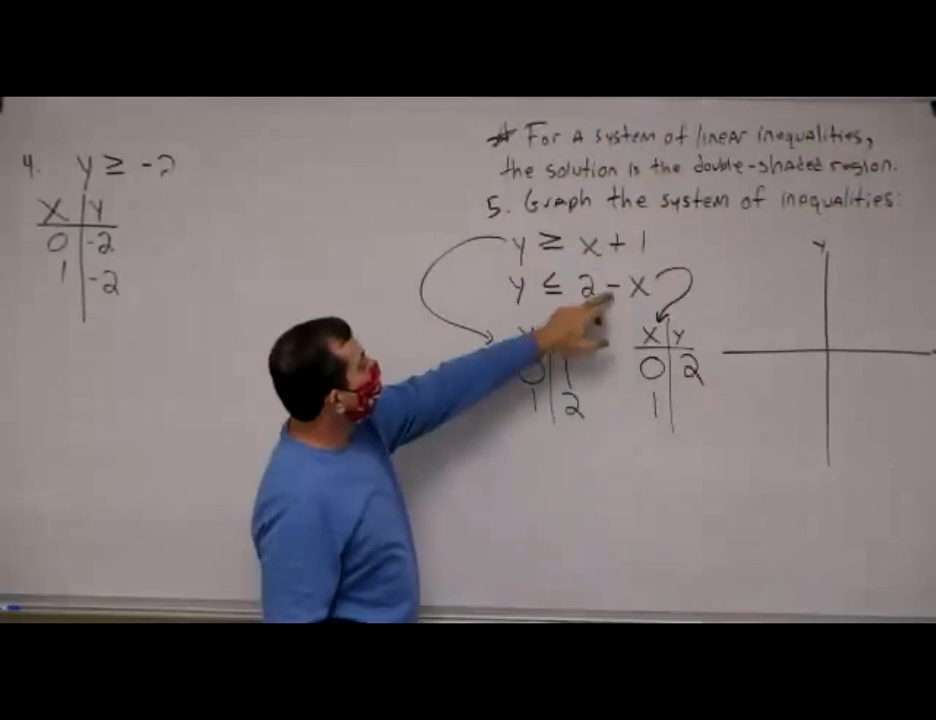 4. y ≥ -2
X Y
0 -2
1 -2
* For a system of linear inequalities,
the solution is the double-shaded region.
5. Graph the system of inequalities:
y ≥ x + 1
y ≤ 2 - x
0 1
1 2
X Y
0 2
1
Y